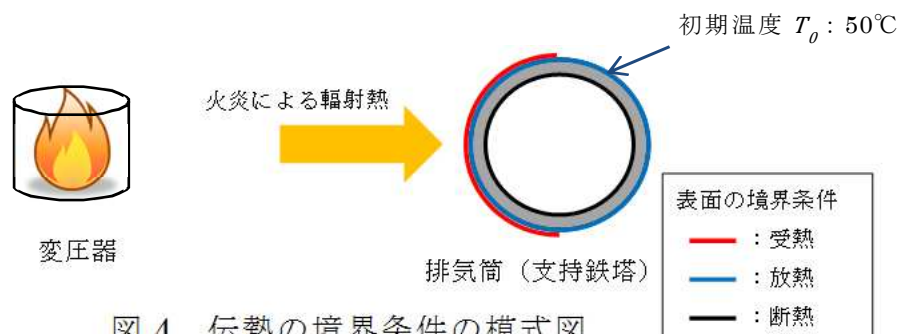 初期温度 T0：50℃
火炎による輻射熱
変圧器
排気筒（支持鉄塔）
表面の境界条件
：受熱
：放熱
：断熱
図 4 伝熱の境界条件の模式図